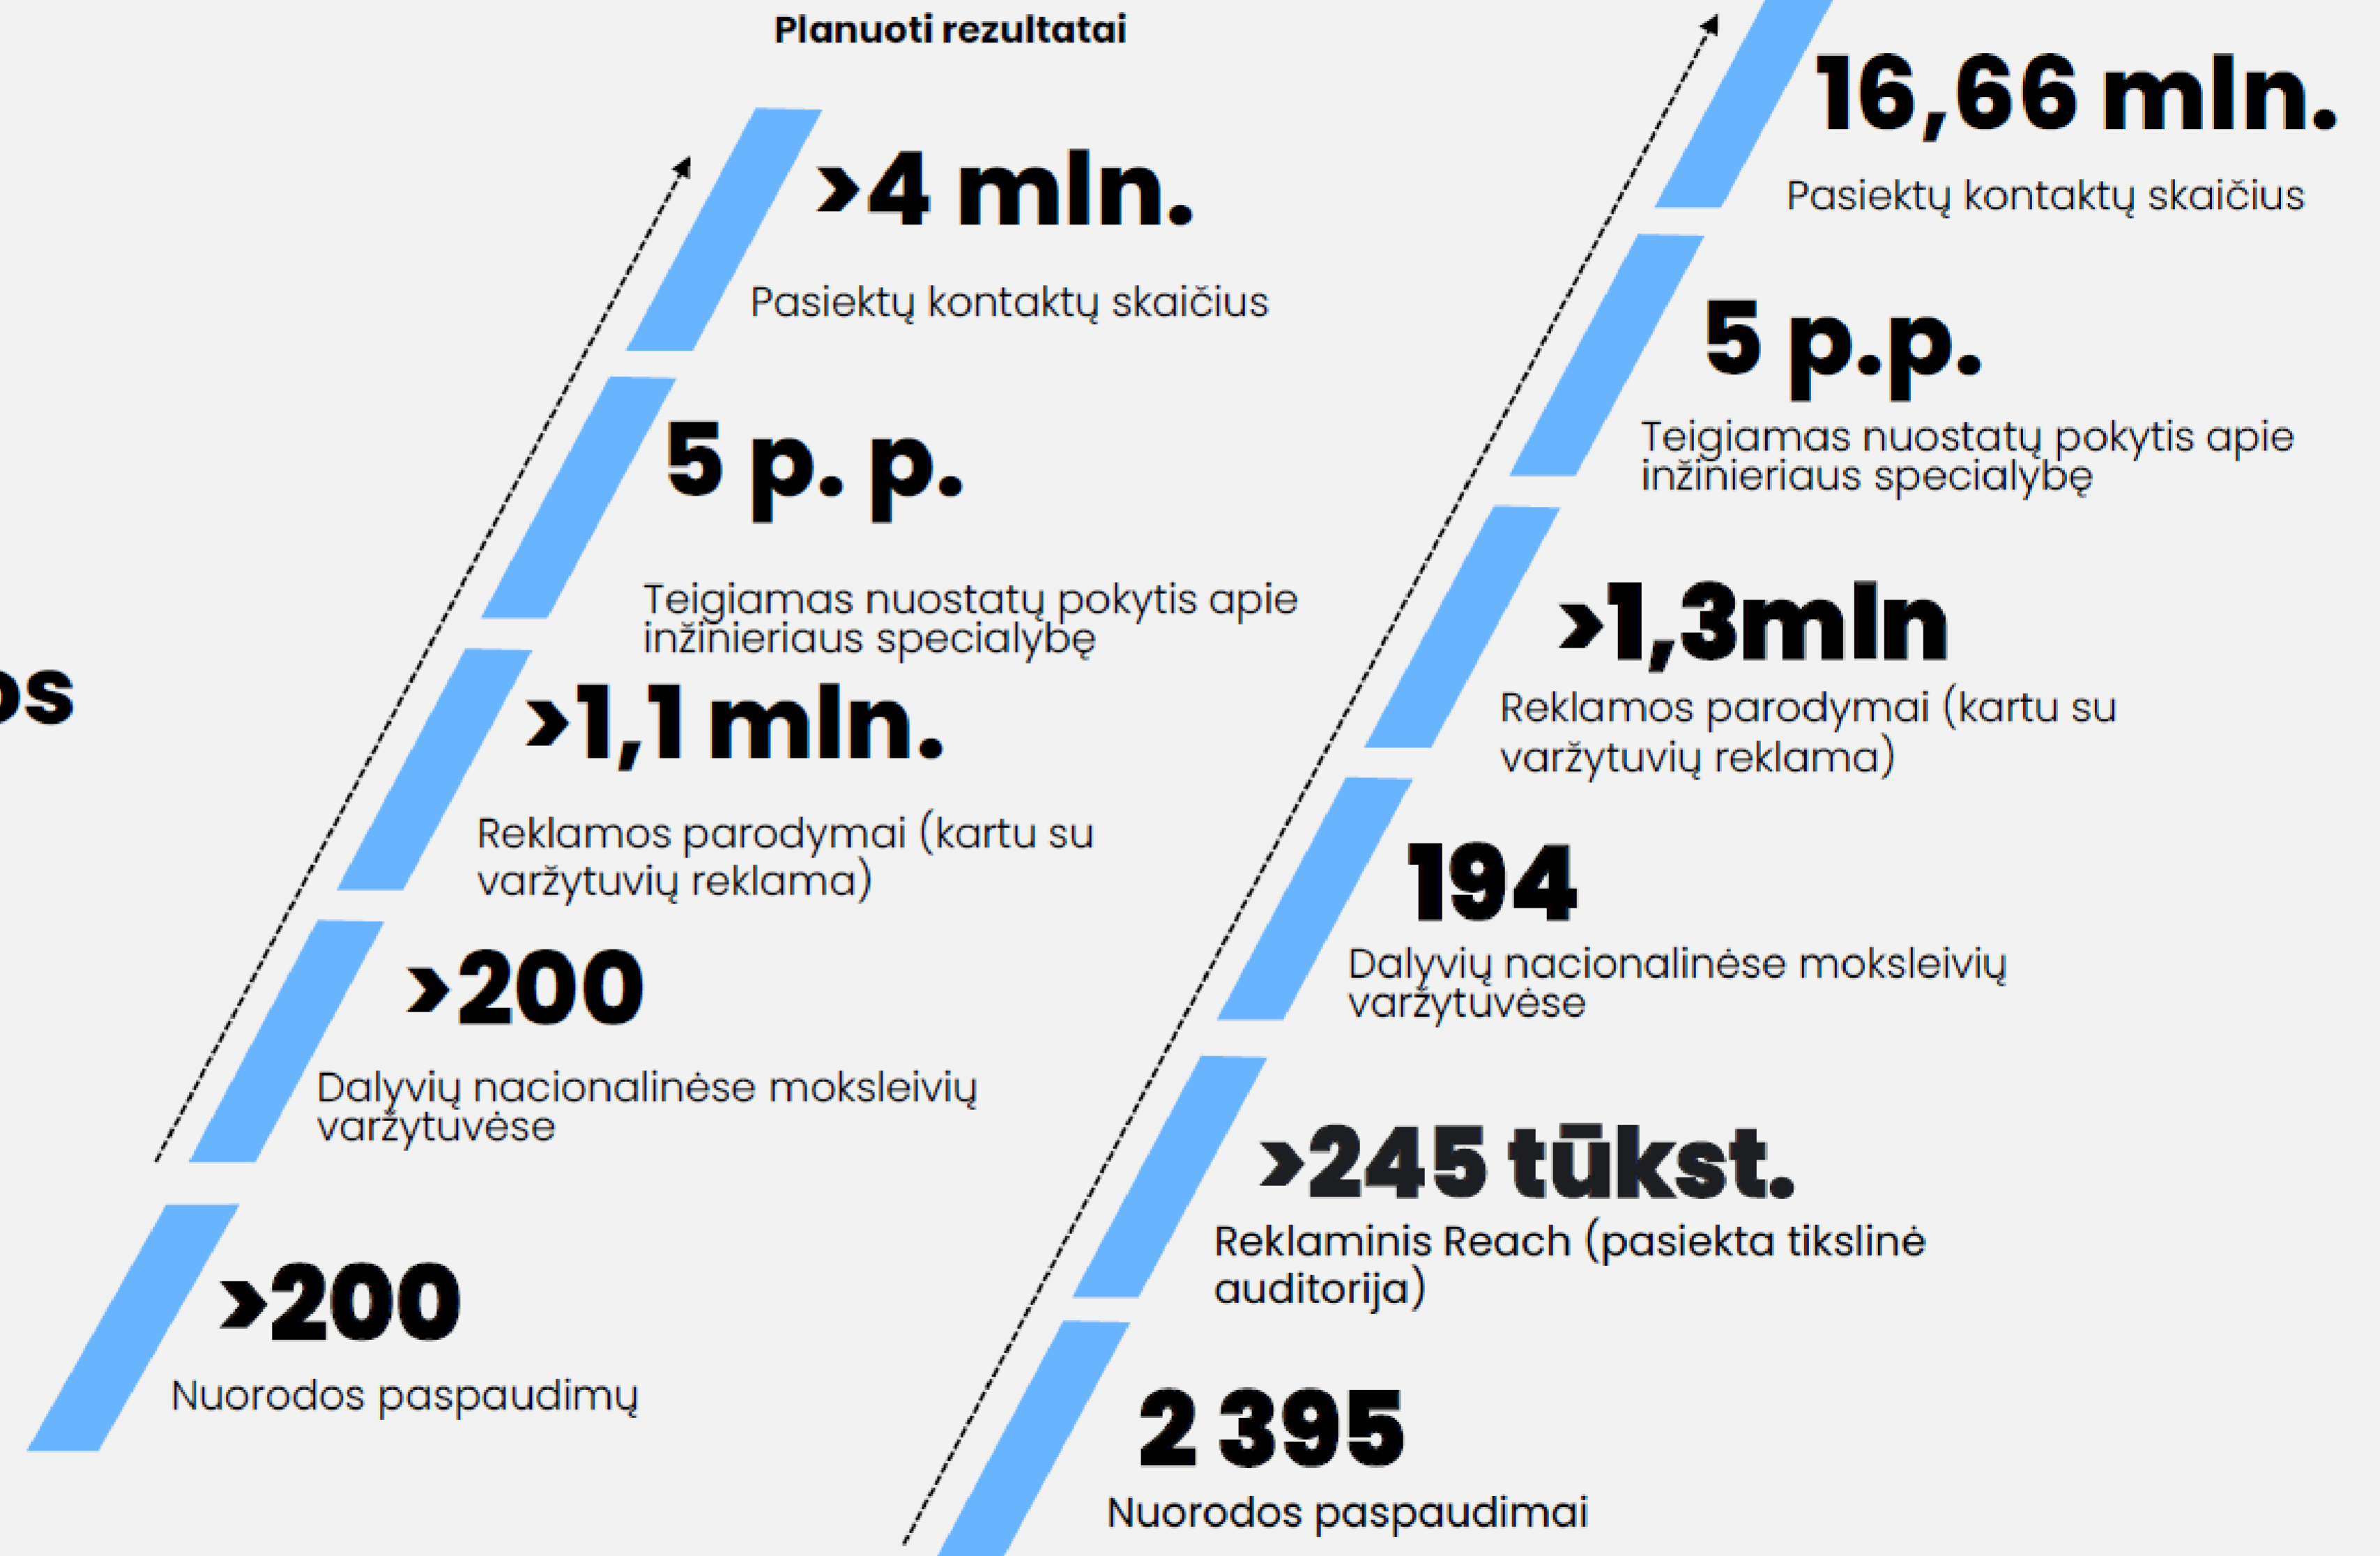 Planuoti rezultatai
>4 mln.
Pasiektų kontaktų skaičius
5 p. p.
Teigiamas nuostatų pokytis apie
inžinieriaus specialybę
>1,1 mln.
Reklamos parodymai (kartu su
varžytuvių reklama)
>200
Dalyvių nacionalinėse moksleivių
varžytuvėse
>200
Nuorodos paspaudimų
os
16,66 mln.
Pasiektų kontaktų skaičius
5 p.p.
Teigiamas nuostatų pokytis apie
inžinieriaus specialybę
>1,3mln
Reklamos parodymai (kartu su
varžytuvių reklama)
194
Dalyvių nacionalinėse moksleivių
varžytuvėse
>245 tūkst.
Reklaminis Reach (pasiekta tikslinė
auditorija)
2 395
Nuorodos paspaudimai